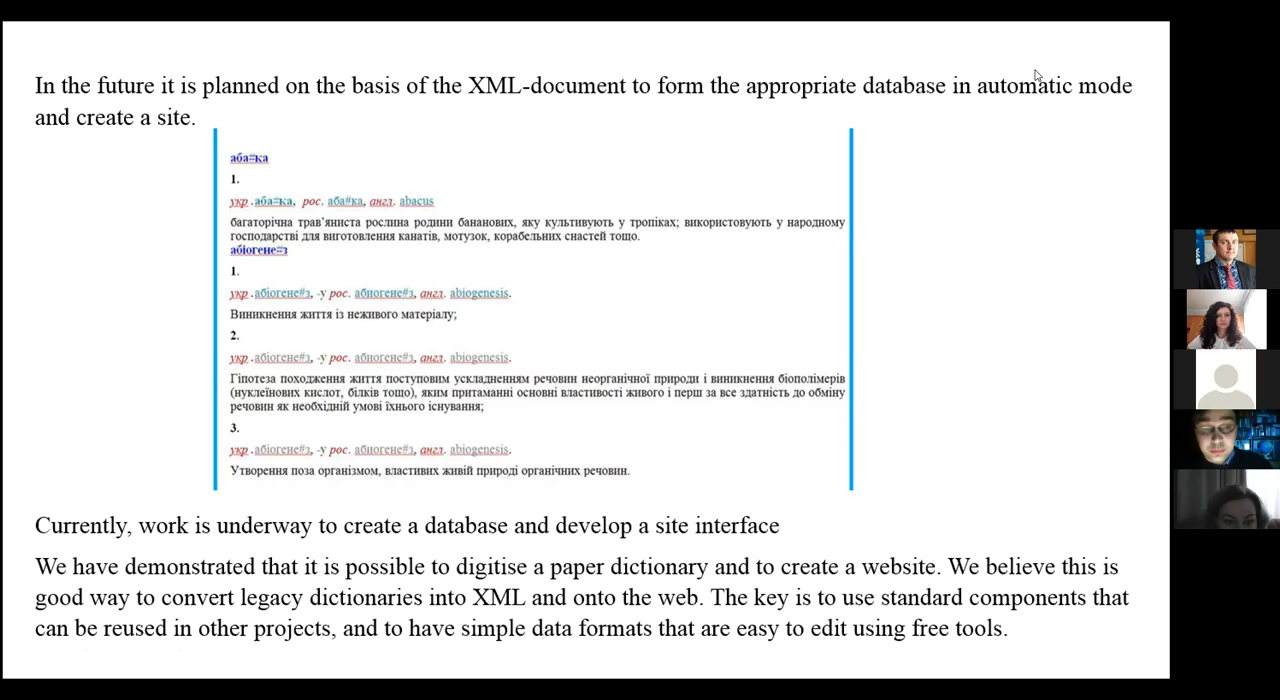 In the future it is planned on the basis of the XML-document to form the appropriate database in automatic mode
and create a site.
аба#ка
1.
укр .аба#ка, рос. аба#ка, англ. abacus
багаторічна трав’яниста рослина родини бананових, яку культивують у тропіках; використовують у народному
господарстві для виготовлення канатів, мотузок, корабельних снастей тощо.
абіогене#з
1.
укр .абіогене#з, -у рос. абиогене#з, англ. abiogenesis.
Виникнення життя із неживого матеріалу;
2.
укр .абіогене#з, -у рос. абиогене#з, англ. abiogenesis.
Гіпотеза походження життя поступовим ускладненням речовин неорганічної природи і виникнення біополімерів
(нуклеїнових кислот, білків тощо), яким притаманні основні властивості живого і перш за все здатність до обміну
речовин як необхідній умові їхнього існування;
3.
укр .абіогене#з, -у рос. абиогене#з, англ. abiogenesis.
Утворення поза організмом, властивих живій природі органічних речовин.
Currently, work is underway to create a database and develop a site interface
We have demonstrated that it is possible to digitise a paper dictionary and to create a website. We believe this is
good way to convert legacy dictionaries into XML and onto the web. The key is to use standard components that
can be reused in other projects, and to have simple data formats that are easy to edit using free tools.